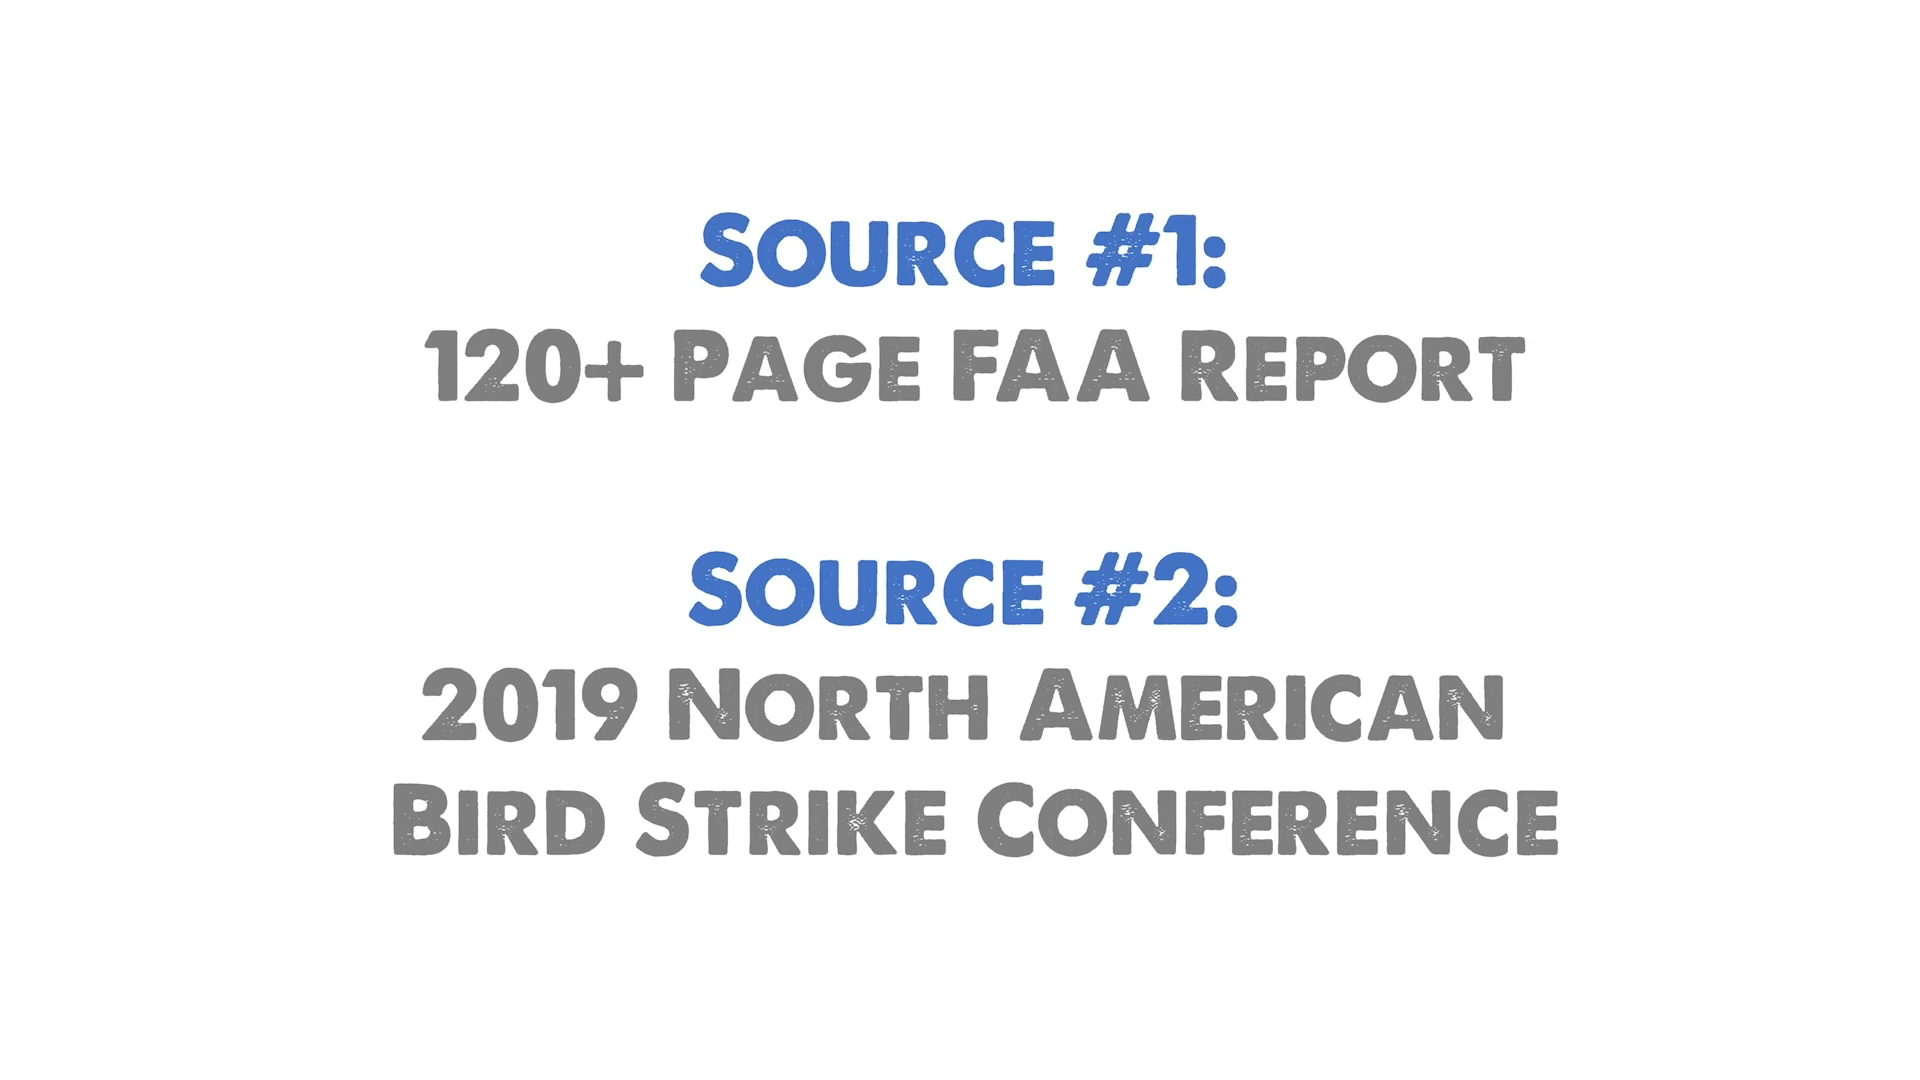 Source #1:
120+ Page FAA Report
Source #2:
2019 North American
Bird Strike Conference